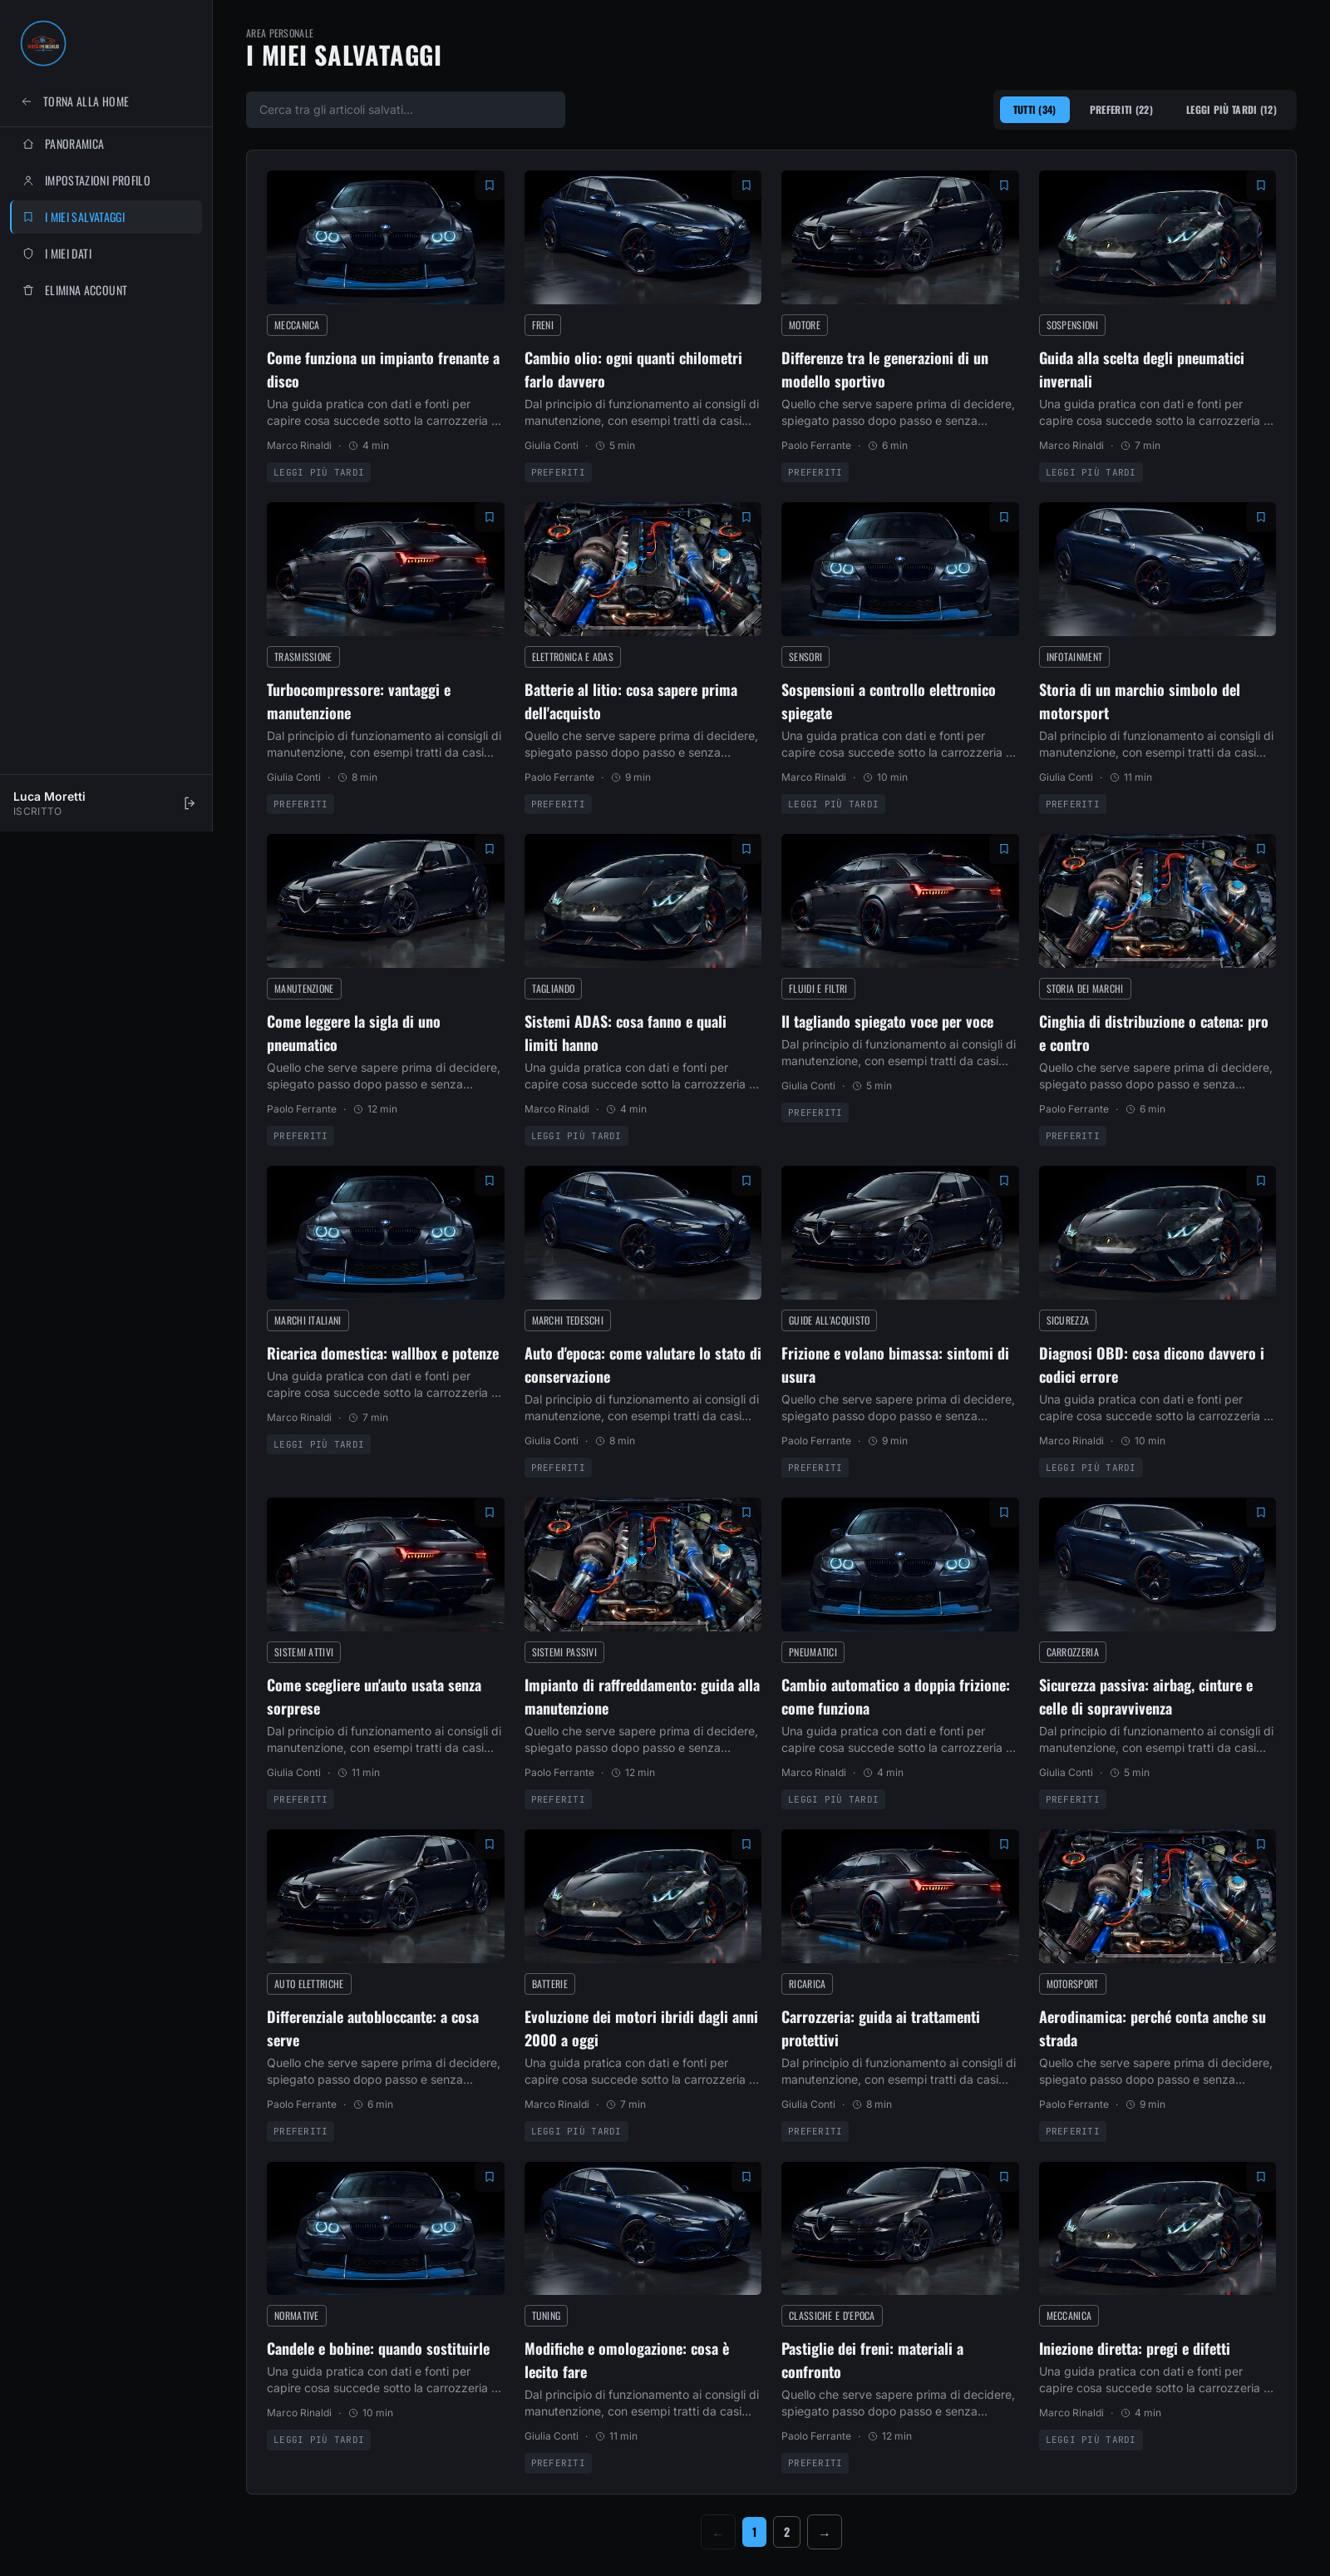 TORNA ALLA HOME
PANORAMICA
IMPOSTAZIONI PROFILO
I MIEI SALVATAGGI
I MIEI DATI
ELIMINA ACCOUNT
Luca Moretti
ISCRITTO
AREA PERSONALE
I MIEI SALVATAGGI
Cerca tra gli articoli salvati...
TUTTI (34)
PREFERITI (22)
LEGGI PIÙ TARDI (12)
MECCANICA
Come funziona un impianto frenante a
disco
Una guida pratica con dati e fonti per
capire cosa succede sotto la carrozzeria ...
Marco Rinaldi · 4 min
LEGGI PIÙ TARDI
FRENI
Cambio olio: ogni quanti chilometri
farlo davvero
Dal principio di funzionamento ai consigli di
manutenzione, con esempi tratti da casi...
Giulia Conti · 5 min
PREFERITI
MOTORE
Differenze tra le generazioni di un
modello sportivo
Quello che serve sapere prima di decidere,
spiegato passo dopo passo e senza...
Paolo Ferrante · 6 min
PREFERITI
SOSPENSIONI
Guida alla scelta degli pneumatici
invernali
Una guida pratica con dati e fonti per
capire cosa succede sotto la carrozzeria ...
Marco Rinaldi · 7 min
LEGGI PIÙ TARDI
TRASMISSIONE
Turbocompressore: vantaggi e
manutenzione
Dal principio di funzionamento ai consigli di
manutenzione, con esempi tratti da casi...
Giulia Conti · 8 min
PREFERITI
ELETTRONICA E ADAS
Batterie al litio: cosa sapere prima
dell'acquisto
Quello che serve sapere prima di decidere,
spiegato passo dopo passo e senza...
Paolo Ferrante · 9 min
PREFERITI
SENSORI
Sospensioni a controllo elettronico
spiegate
Una guida pratica con dati e fonti per
capire cosa succede sotto la carrozzeria ...
Marco Rinaldi · 10 min
LEGGI PIÙ TARDI
INFOTAINMENT
Storia di un marchio simbolo del
motorsport
Dal principio di funzionamento ai consigli di
manutenzione, con esempi tratti da casi...
Giulia Conti · 11 min
PREFERITI
MANUTENZIONE
Come leggere la sigla di uno
pneumatico
Quello che serve sapere prima di decidere,
spiegato passo dopo passo e senza...
Paolo Ferrante · 12 min
PREFERITI
TAGLIANDO
Sistemi ADAS: cosa fanno e quali
limiti hanno
Una guida pratica con dati e fonti per
capire cosa succede sotto la carrozzeria ...
Marco Rinaldi · 4 min
LEGGI PIÙ TARDI
FLUIDI E FILTRI
Il tagliando spiegato voce per voce
Dal principio di funzionamento ai consigli di
manutenzione, con esempi tratti da casi...
Giulia Conti · 5 min
PREFERITI
STORIA DEI MARCHI
Cinghia di distribuzione o catena: pro
e contro
Quello che serve sapere prima di decidere,
spiegato passo dopo passo e senza...
Paolo Ferrante · 6 min
PREFERITI
MARCHI ITALIANI
Ricarica domestica: wallbox e potenze
Una guida pratica con dati e fonti per
capire cosa succede sotto la carrozzeria ...
Marco Rinaldi · 7 min
LEGGI PIÙ TARDI
MARCHI TEDESCHI
Auto d'epoca: come valutare lo stato di
conservazione
Dal principio di funzionamento ai consigli di
manutenzione, con esempi tratti da casi...
Giulia Conti · 8 min
PREFERITI
GUIDE ALL'ACQUISTO
Frizione e volano bimassa: sintomi di
usura
Quello che serve sapere prima di decidere,
spiegato passo dopo passo e senza...
Paolo Ferrante · 9 min
PREFERITI
SICUREZZA
Diagnosi OBD: cosa dicono davvero i
codici errore
Una guida pratica con dati e fonti per
capire cosa succede sotto la carrozzeria ...
Marco Rinaldi · 10 min
LEGGI PIÙ TARDI
SISTEMI ATTIVI
Come scegliere un'auto usata senza
sorprese
Dal principio di funzionamento ai consigli di
manutenzione, con esempi tratti da casi...
Giulia Conti · 11 min
PREFERITI
SISTEMI PASSIVI
Impianto di raffreddamento: guida alla
manutenzione
Quello che serve sapere prima di decidere,
spiegato passo dopo passo e senza...
Paolo Ferrante · 12 min
PREFERITI
PNEUMATICI
Cambio automatico a doppia frizione:
come funziona
Una guida pratica con dati e fonti per
capire cosa succede sotto la carrozzeria ...
Marco Rinaldi · 4 min
LEGGI PIÙ TARDI
CARROZZERIA
Sicurezza passiva: airbag, cinture e
celle di sopravvivenza
Dal principio di funzionamento ai consigli di
manutenzione, con esempi tratti da casi...
Giulia Conti · 5 min
PREFERITI
AUTO ELETTRICHE
Differenziale autobloccante: a cosa
serve
Quello che serve sapere prima di decidere,
spiegato passo dopo passo e senza...
Paolo Ferrante · 6 min
PREFERITI
BATTERIE
Evoluzione dei motori ibridi dagli anni
2000 a oggi
Una guida pratica con dati e fonti per
capire cosa succede sotto la carrozzeria ...
Marco Rinaldi · 7 min
LEGGI PIÙ TARDI
RICARICA
Carrozzeria: guida ai trattamenti
protettivi
Dal principio di funzionamento ai consigli di
manutenzione, con esempi tratti da casi...
Giulia Conti · 8 min
PREFERITI
MOTORSPORT
Aerodinamica: perché conta anche su
strada
Quello che serve sapere prima di decidere,
spiegato passo dopo passo e senza...
Paolo Ferrante · 9 min
PREFERITI
NORMATIVE
Candele e bobine: quando sostituirle
Una guida pratica con dati e fonti per
capire cosa succede sotto la carrozzeria ...
Marco Rinaldi · 10 min
LEGGI PIÙ TARDI
TUNING
Modifiche e omologazione: cosa è
lecito fare
Dal principio di funzionamento ai consigli di
manutenzione, con esempi tratti da casi...
Giulia Conti · 11 min
PREFERITI
CLASSICHE E D'EPOCA
Pastiglie dei freni: materiali a
confronto
Quello che serve sapere prima di decidere,
spiegato passo dopo passo e senza...
Paolo Ferrante · 12 min
PREFERITI
MECCANICA
Iniezione diretta: pregi e difetti
Una guida pratica con dati e fonti per
capire cosa succede sotto la carrozzeria ...
Marco Rinaldi · 4 min
LEGGI PIÙ TARDI
← 1 2 →